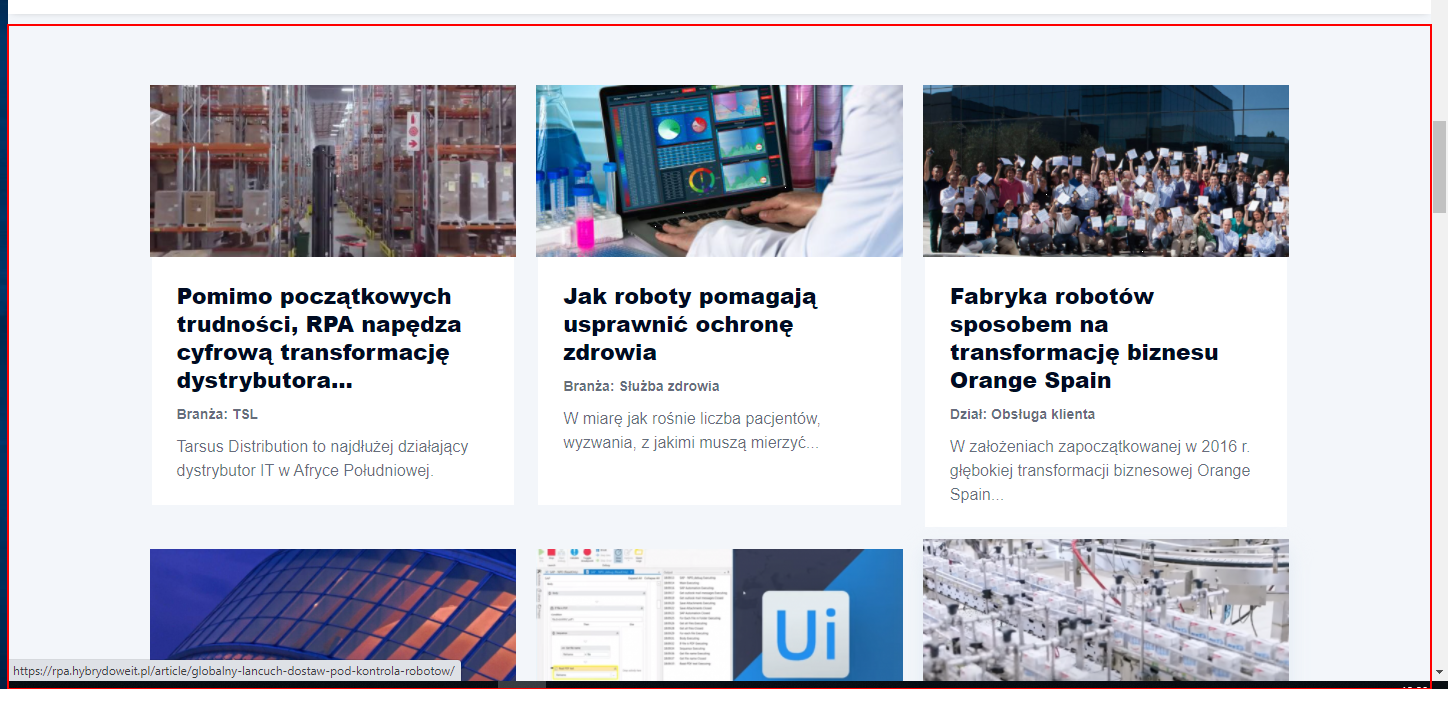 Pomimo początkowych
trudności, RPA napędza
cyfrową transformację
dystrybutora...
Branża: TSL
Tarsus Distribution to najdłużej działający
dystrybutor IT w Afryce Południowej.
Jak roboty pomagają
usprawnić ochronę
zdrowia
Branża: Służba zdrowia
W miarę jak rośnie liczba pacjentów,
wyzwania, z jakimi muszą mierzyć...
Fabryka robotów
sposobem na
transformację biznesu
Orange Spain
Dział: Obsługa klienta
W założeniach zapoczątkowanej w 2016 r.
głębokiej transformacji biznesowej Orange
Spain...
Ui
https://rpa.hybrydoweit.pl/article/globalny-lancuch-dostaw-pod-kontrola-robotow/